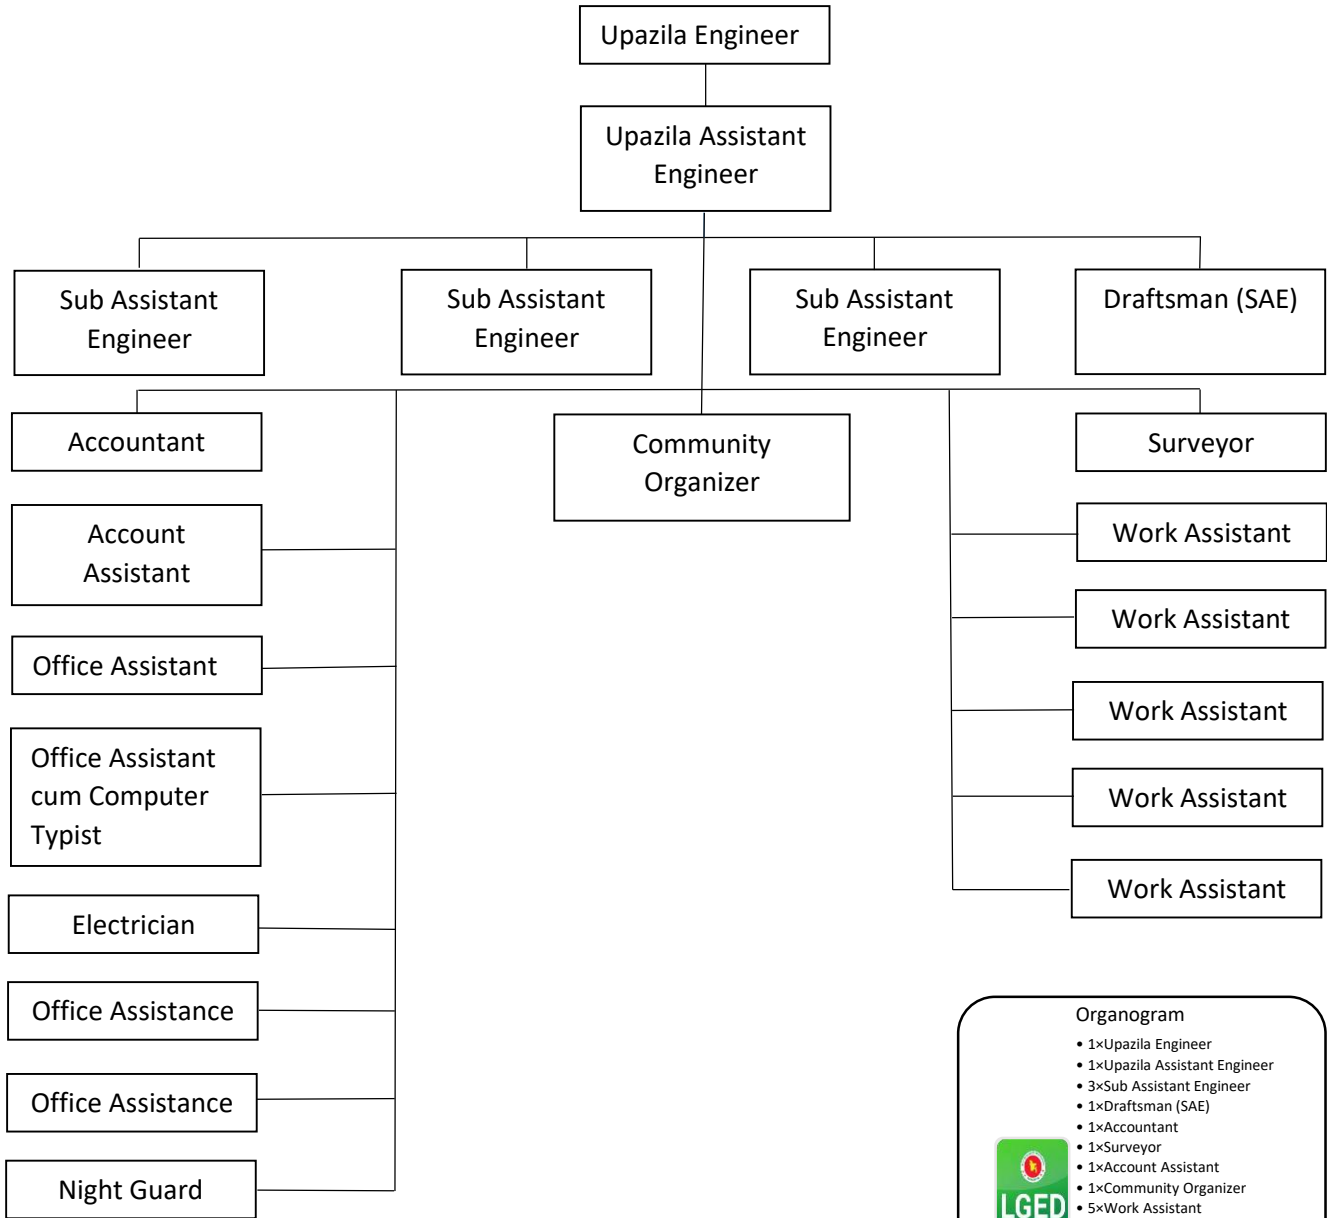 Upazila Engineer
Upazila Assistant
Engineer
Sub Assistant
Engineer
Sub Assistant
Engineer
Sub Assistant
Engineer
Draftsman (SAE)
Accountant
Community
Organizer
Surveyor
Account
Assistant
Office Assistant
Office Assistant
cum Computer
Typist
Electrician
Office Assistance
Office Assistance
Night Guard
Work Assistant
Work Assistant
Work Assistant
Work Assistant
Work Assistant
Organogram
• 1×Upazila Engineer
• 1×Upazila Assistant Engineer
• 3×Sub Assistant Engineer
• 1×Draftsman (SAE)
• 1×Accountant
• 1×Surveyor
• 1×Account Assistant
• 1×Community Organizer
• 5×Work Assistant
LGED